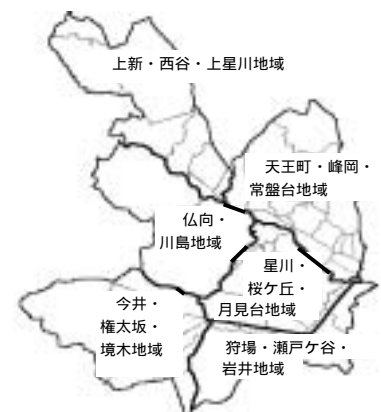 上新・西谷・上星川地域
天王町・峰岡・
常盤台地域
仏向・
川島地域
星川・
桜ケ丘・
月見台地域
今井・
権太坂・
境木地域
狩場・瀬戸ケ谷・
岩井地域